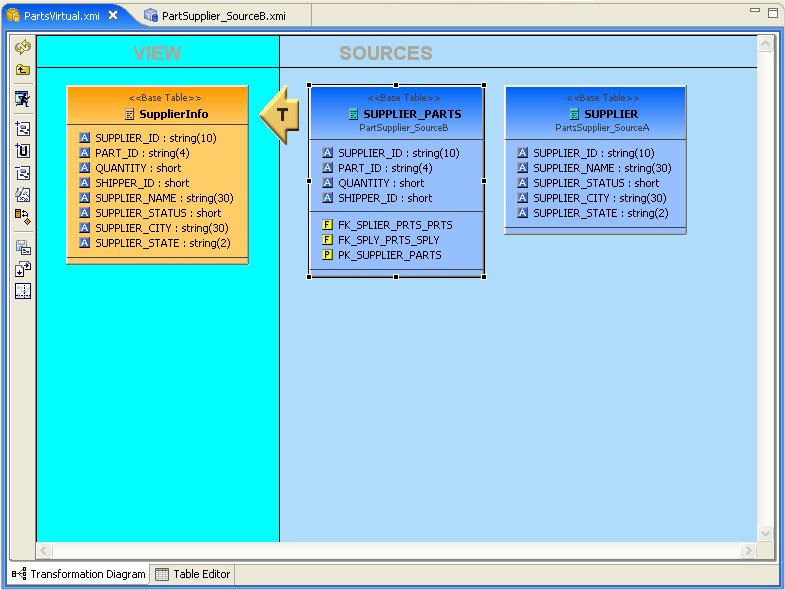 PartsVirtual.xmi
PartSupplier_SourceB.xmi
VIEW
SOURCES
<<Base Table>>
SupplierInfo
SUPPLIER_ID : string(10)
PART_ID : string(4)
QUANTITY : short
SHIPPER_ID : short
SUPPLIER_NAME : string(30)
SUPPLIER_STATUS : short
SUPPLIER_CITY : string(30)
SUPPLIER_STATE : string(2)
T
<<Base Table>>
SUPPLIER_PARTS
PartSupplier_SourceB
SUPPLIER_ID : string(10)
PART_ID : string(4)
QUANTITY : short
SHIPPER_ID : short
FK_SPLIER_PRTS_PRTS
FK_SPLY_PRTS_SPLY
PK_SUPPLIER_PARTS
<<Base Table>>
SUPPLIER
PartsSupplier_SourceA
SUPPLIER_ID : string(10)
SUPPLIER_NAME : string(30)
SUPPLIER_STATUS : short
SUPPLIER_CITY : string(30)
SUPPLIER_STATE : string(2)
Transformation Diagram
Table Editor